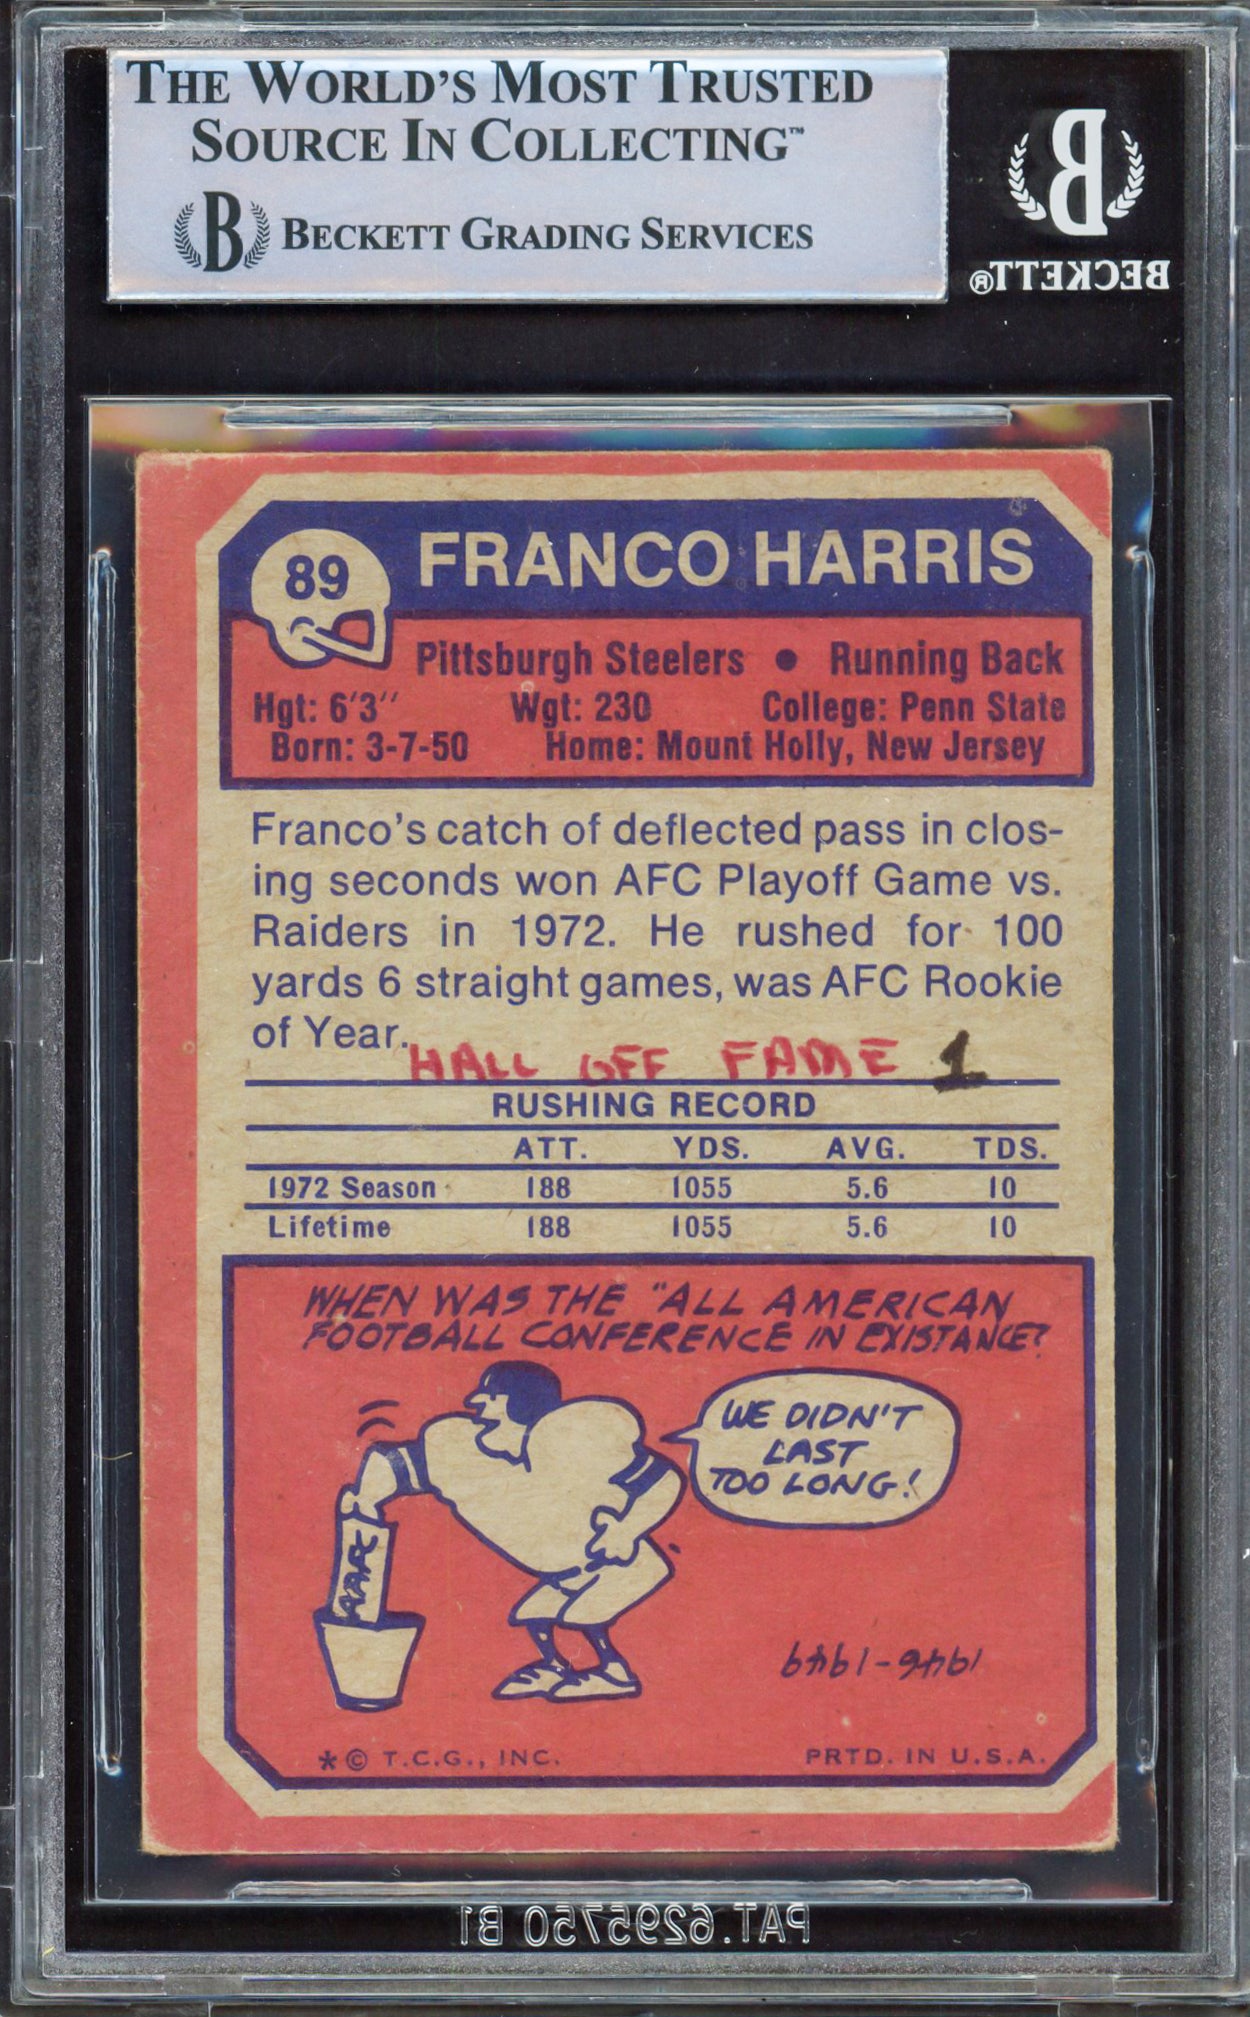 THE WORLD'S MOST TRUSTED
SOURCE IN COLLECTING™
B BECKETT GRADING SERVICES
B
BECKETT®
89 FRANCO HARRIS
Pittsburgh Steelers • Running Back
Hgt: 6'3" Wgt: 230 College: Penn State
Born: 3-7-50 Home: Mount Holly, New Jersey
Franco's catch of deflected pass in clos-
ing seconds won AFC Playoff Game vs.
Raiders in 1972. He rushed for 100
yards 6 straight games, was AFC Rookie
of Year.
HALL OFF FAME 1
RUSHING RECORD
ATT. YDS. AVG. TDS.
1972 Season 188 1055 5.6 10
Lifetime 188 1055 5.6 10
WHEN WAS THE "ALL AMERICAN
FOOTBALL CONFERENCE IN EXISTANCE?
WE DIDN'T
LAST
TOO LONG!
AAFC
1946-1949
*© T.C.G., INC. PRTD. IN U.S.A.
PAT.6295750 B1